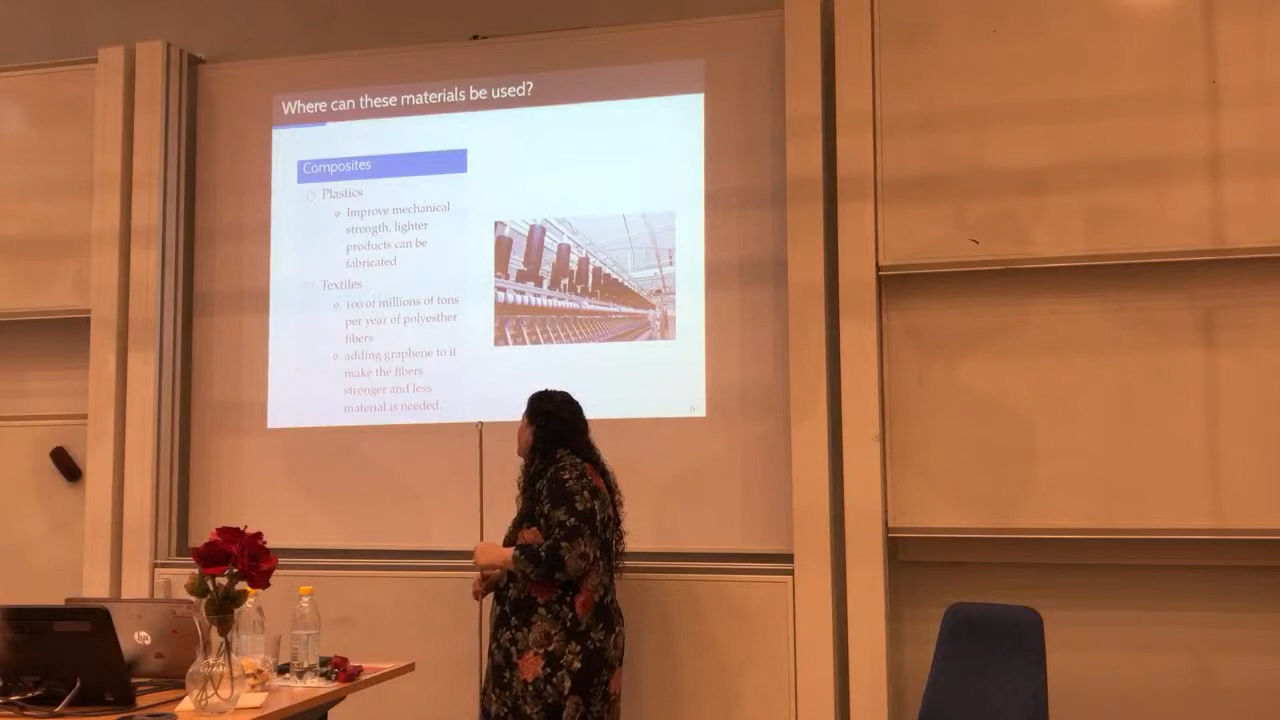 Where can these materials be used?
Composites
Plastics
Improve mechanical
strength, lighter
products can be
fabricated
Textiles
100 of millions of tons
per year of polyesther
fibers
adding graphene to it
make the fibers
stronger and less
material is needed.
hp